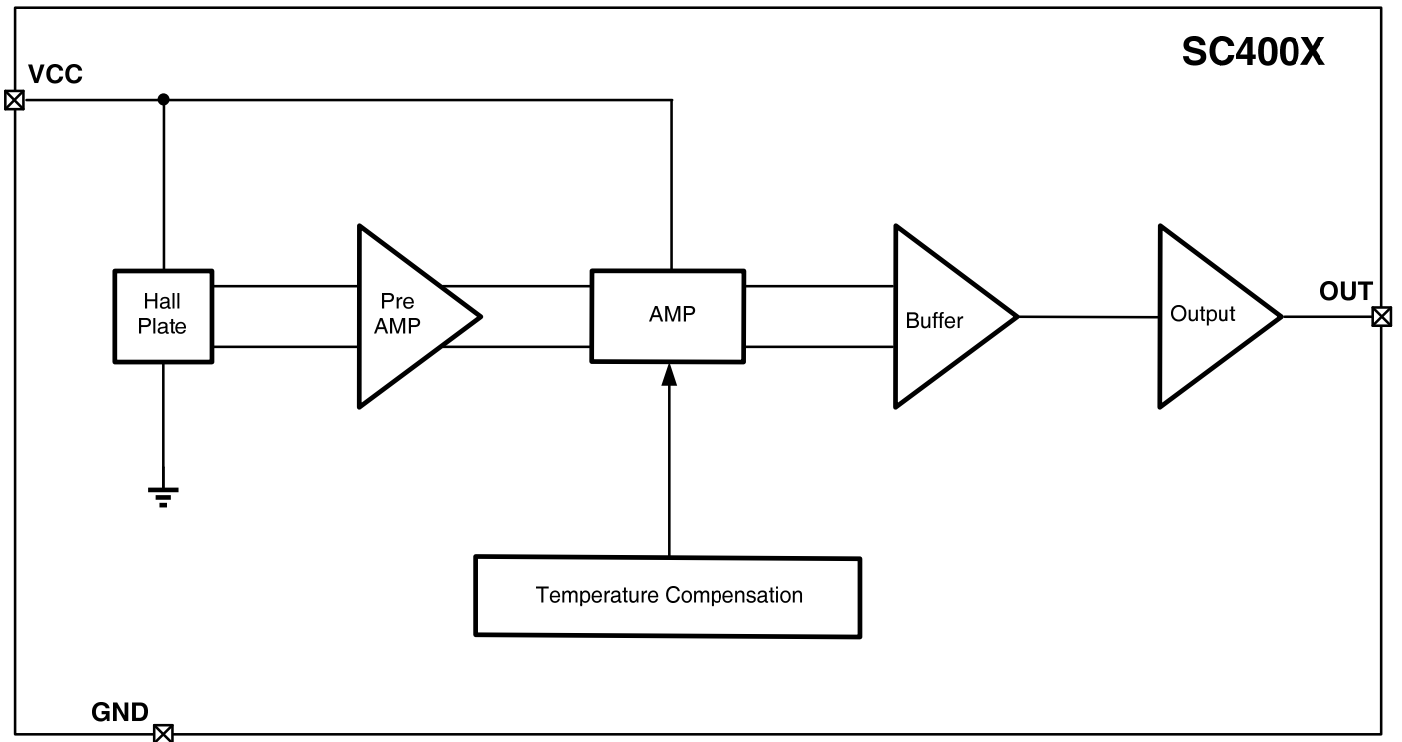 SC400X
VCC
Hall
Plate
Pre
AMP
AMP
Buffer
Output
OUT
Temperature Compensation
GND